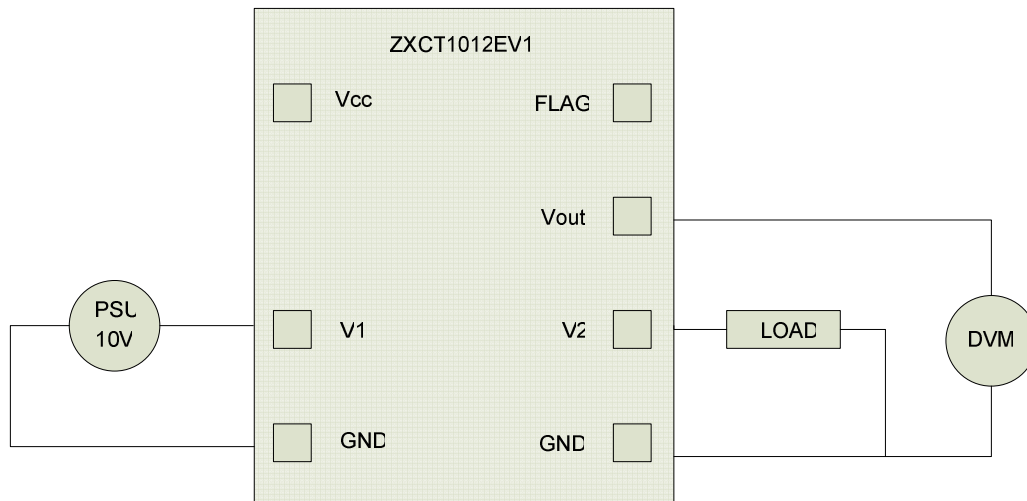 ZXCT1012EV1
Vcc
FLAG
Vout
PSU
10V
V1
V2
LOAD
DVM
GND
GND